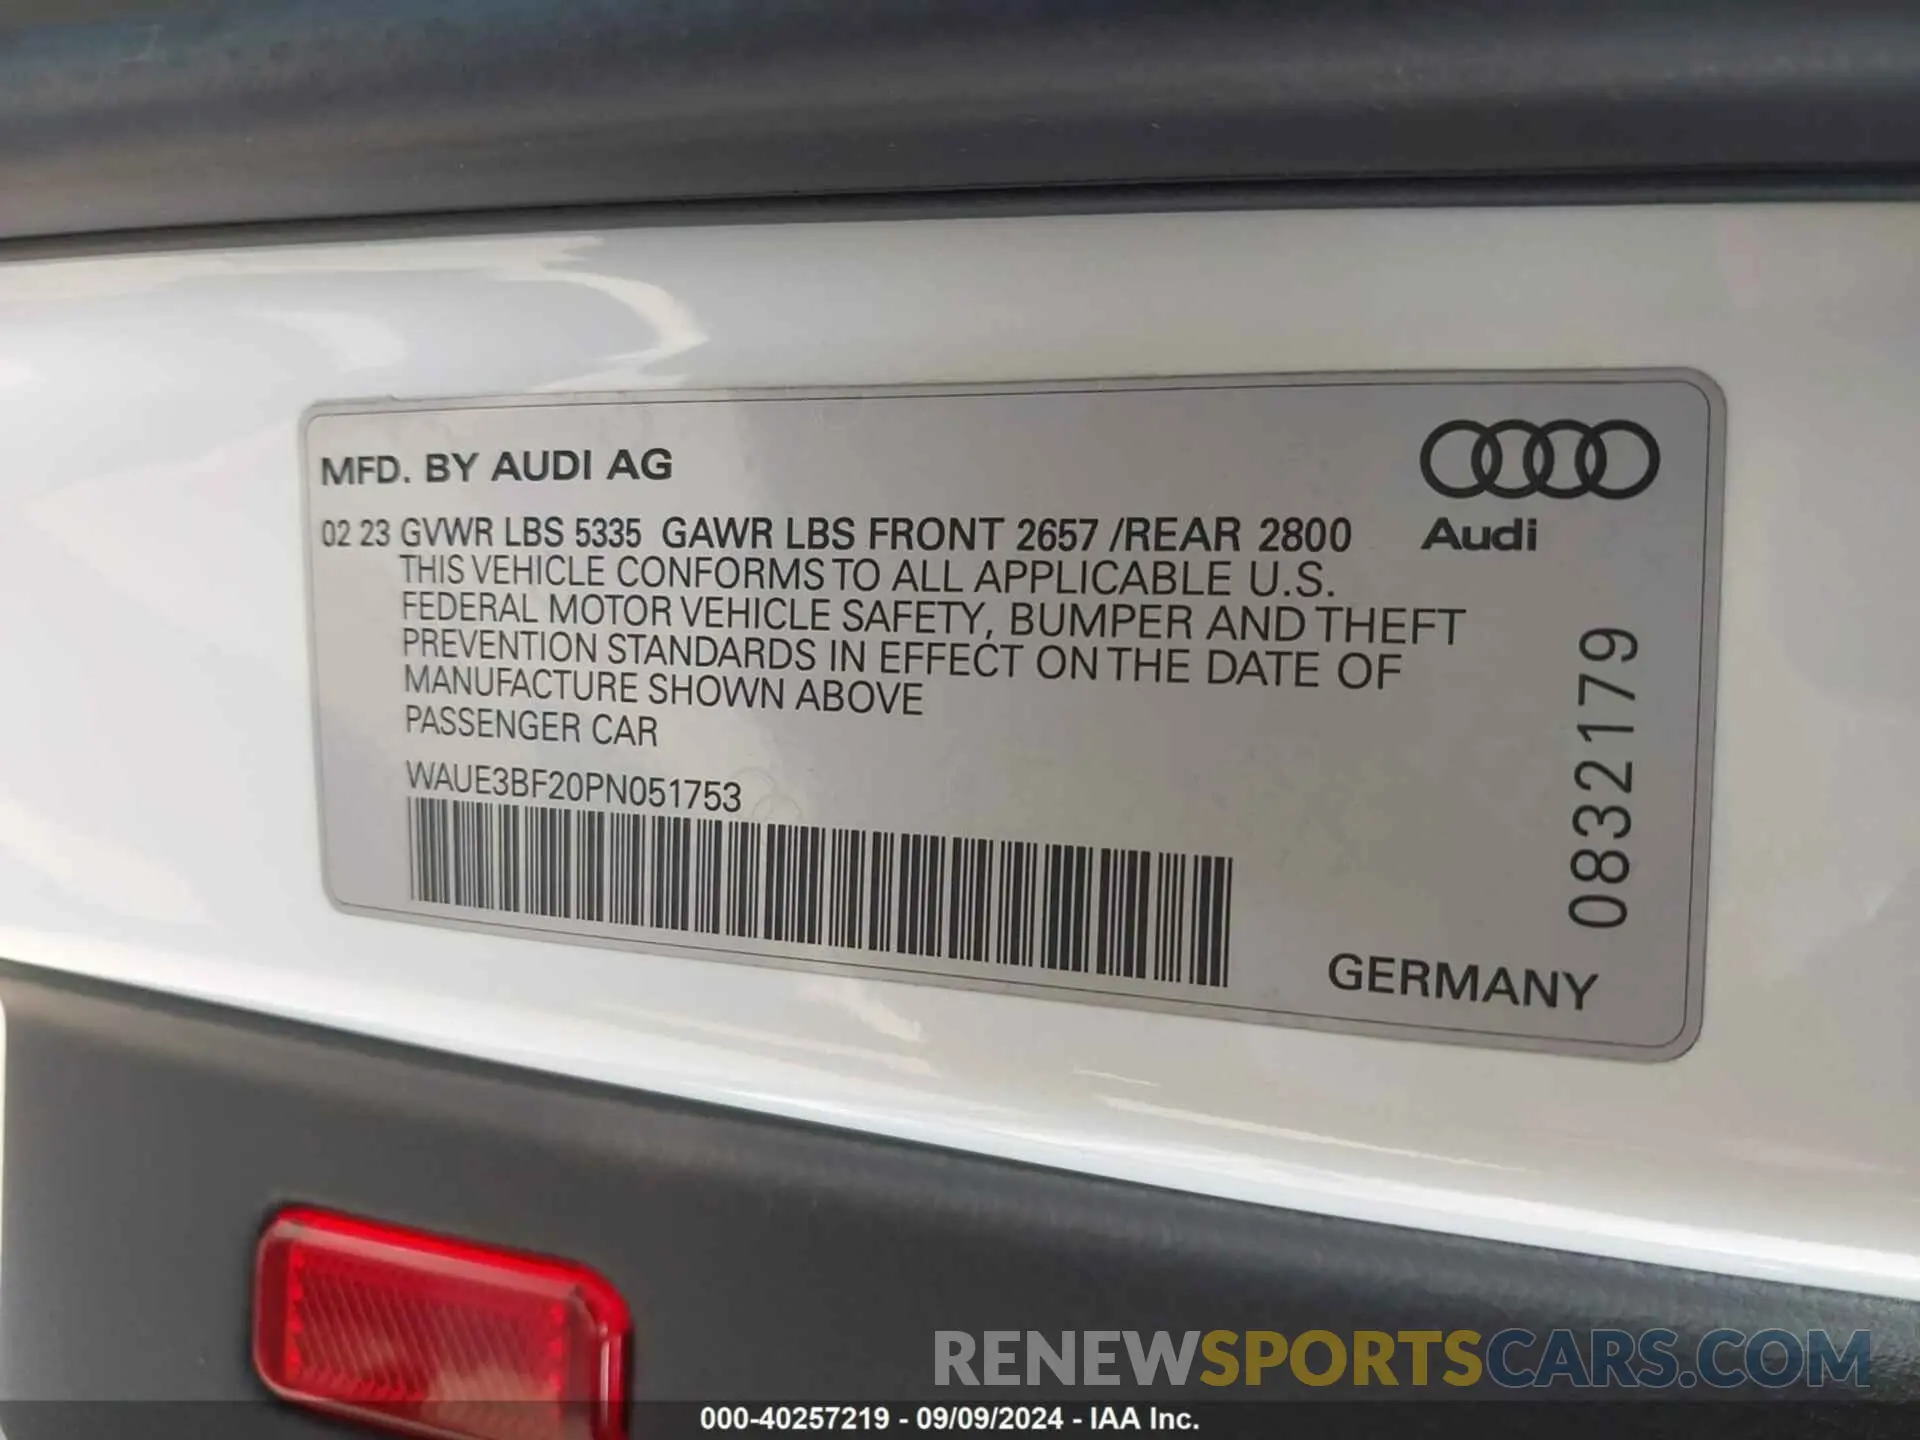 MFD. BY AUDI AG
02 23 GVWR LBS 5335 GAWR LBS FRONT 2657 /REAR 2800
Audi
THIS VEHICLE CONFORMS TO ALL APPLICABLE U.S.
FEDERAL MOTOR VEHICLE SAFETY, BUMPER AND THEFT
PREVENTION STANDARDS IN EFFECT ON THE DATE OF
MANUFACTURE SHOWN ABOVE
PASSENGER CAR
WAUE3BF20PN051753
0832179
GERMANY
RENEWSPORTSCARS.COM
000-40257219 - 09/09/2024 - IAA Inc.